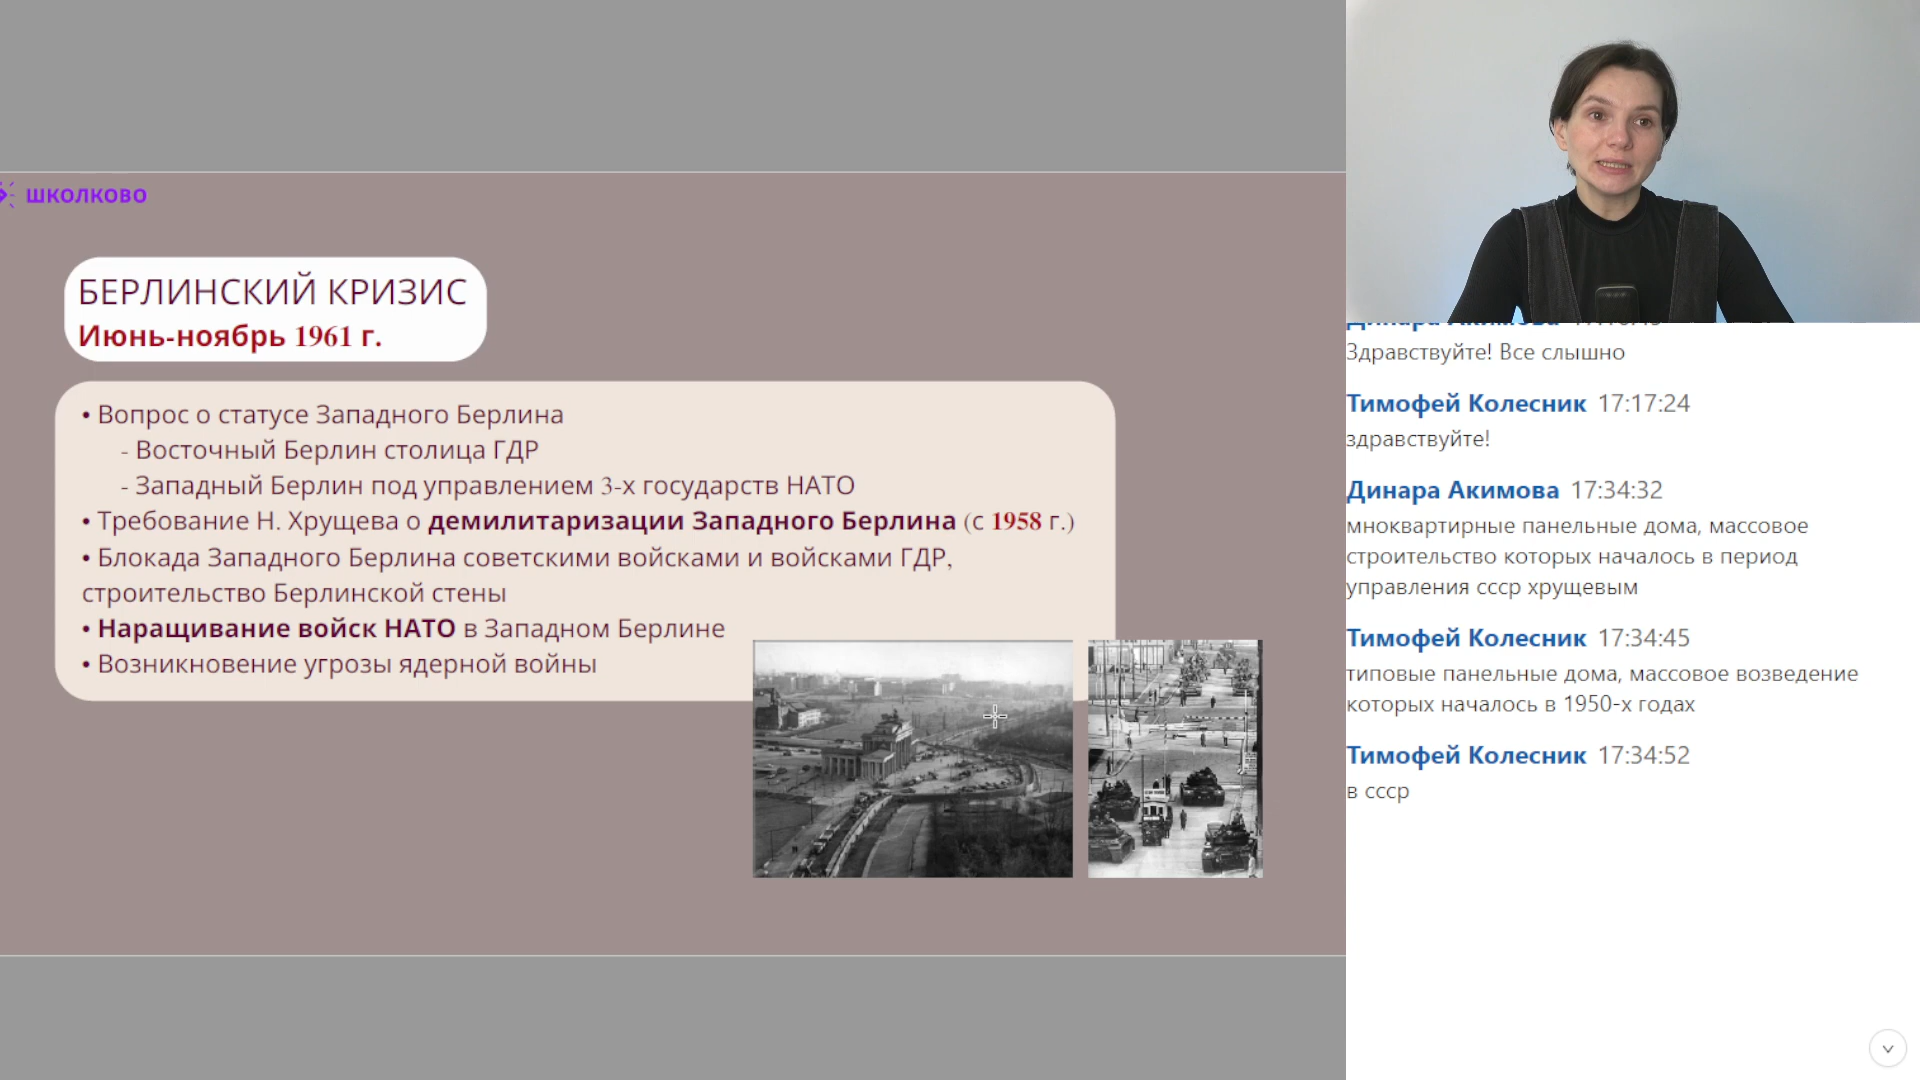 ШКОЛКОВО
БЕРЛИНСКИЙ КРИЗИС
Июнь-ноябрь 1961 г.
• Вопрос о статусе Западного Берлина
- Восточный Берлин столица ГДР
- Западный Берлин под управлением 3-х государств НАТО
• Требование Н. Хрущева о демилитаризации Западного Берлина (с 1958 г.)
• Блокада Западного Берлина советскими войсками и войсками ГДР,
строительство Берлинской стены
• Наращивание войск НАТО в Западном Берлине
• Возникновение угрозы ядерной войны
Динара Акимова
Здравствуйте! Все слышно
Тимофей Колесник 17:17:24
здравствуйте!
Динара Акимова 17:34:32
мноквартирные панельные дома, массовое
строительство которых началось в период
управления ссср хрущевым
Тимофей Колесник 17:34:45
типовые панельные дома, массовое возведение
которых началось в 1950-х годах
Тимофей Колесник 17:34:52
в ссср